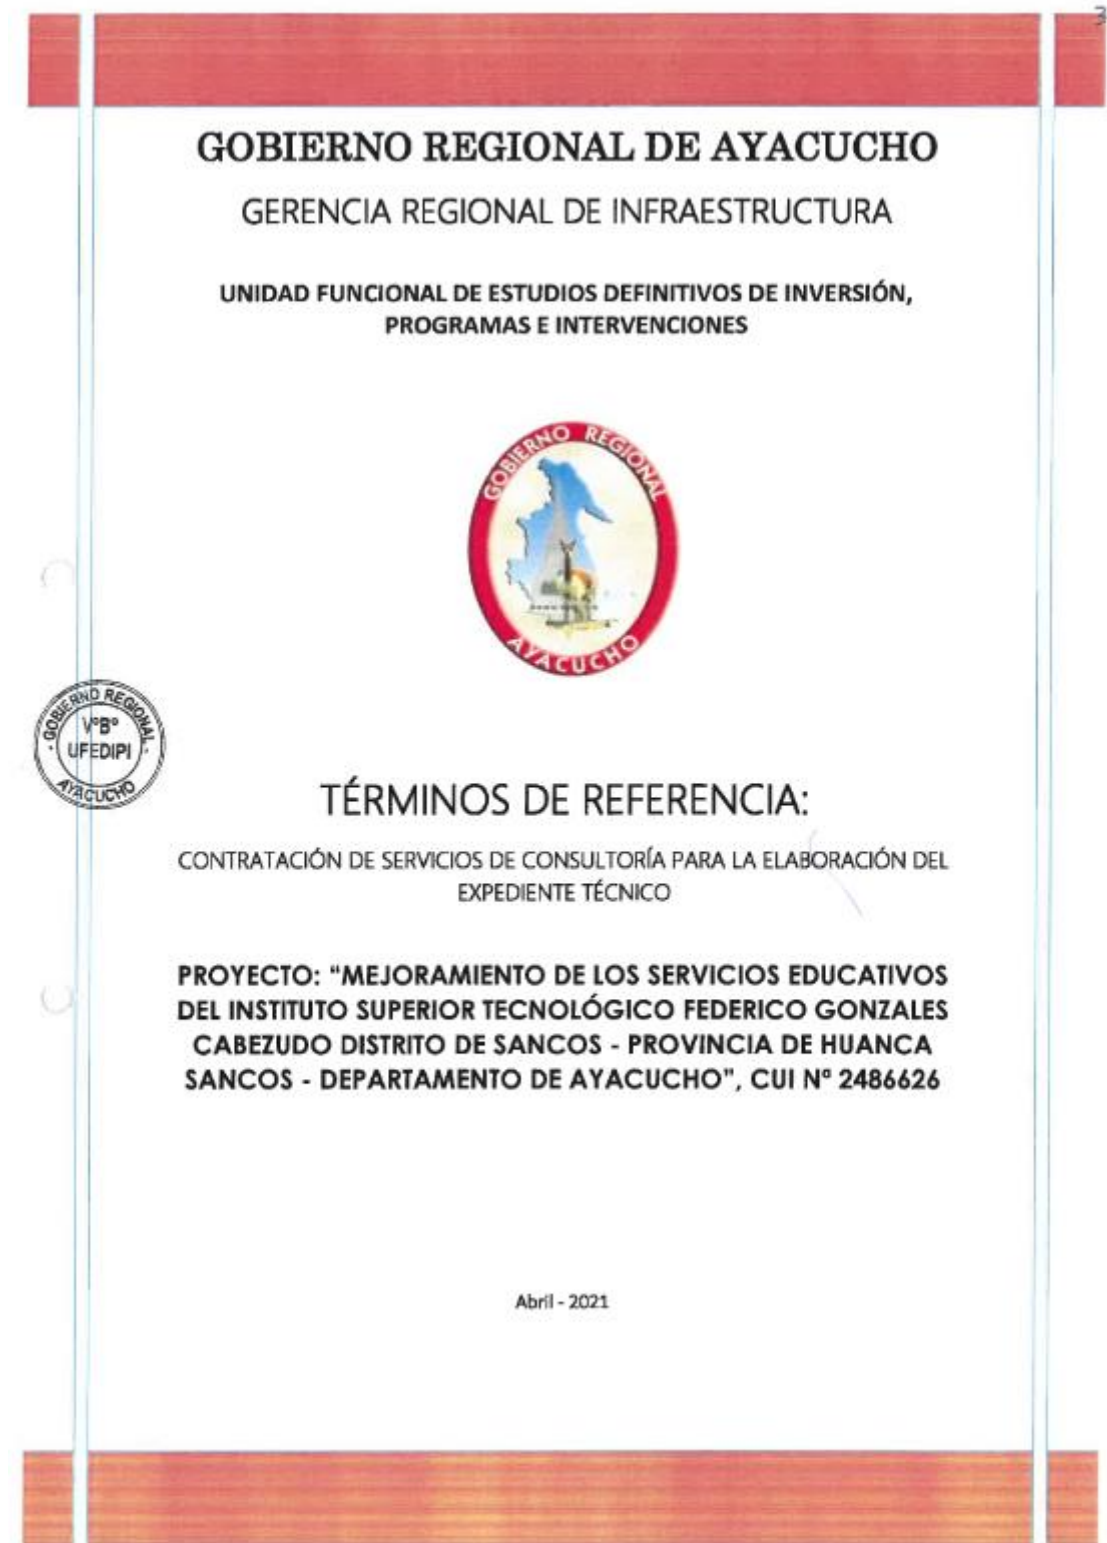 GOBIERNO REGIONAL DE AYACUCHO
GERENCIA REGIONAL DE INFRAESTRUCTURA
UNIDAD FUNCIONAL DE ESTUDIOS DEFINITIVOS DE INVERSIÓN,
PROGRAMAS E INTERVENCIONES
GOBIERNO REGIONAL
AYACUCHO
GOBIERNO REGIONAL
V°B°
UFEDIPI
AYACUCHO
TÉRMINOS DE REFERENCIA:
CONTRATACIÓN DE SERVICIOS DE CONSULTORÍA PARA LA ELABORACIÓN DEL
EXPEDIENTE TÉCNICO
PROYECTO: “MEJORAMIENTO DE LOS SERVICIOS EDUCATIVOS
DEL INSTITUTO SUPERIOR TECNOLÓGICO FEDERICO GONZALES
CABEZUDO DISTRITO DE SANCOS - PROVINCIA DE HUANCA
SANCOS - DEPARTAMENTO DE AYACUCHO”, CUI Nº 2486626
Abril - 2021